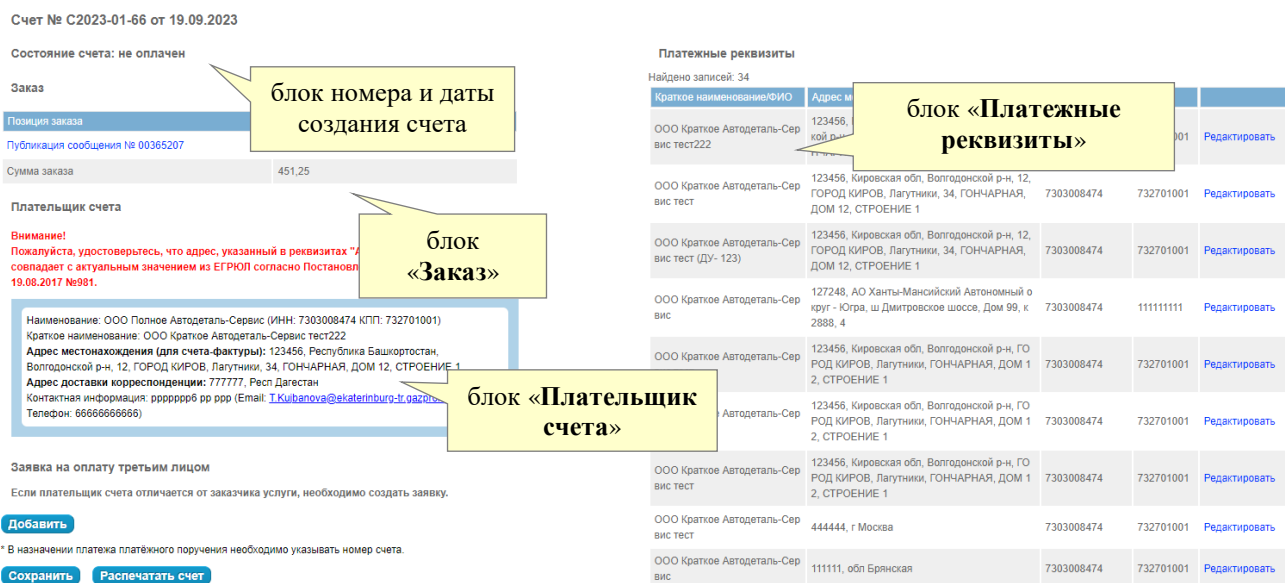 Счет № С2023-01-66 от 19.09.2023
Состояние счета: не оплачен
блок номера и даты
создания счета
Заказ
Позиция заказа
Публикация сообщения № 00365207
Сумма заказа 451,25
блок
«Заказ»
Плательщик счета
Внимание!
Пожалуйста, удостоверьтесь, что адрес, указанный в реквизитах
совпадает с актуальным значением из ЕГРЮЛ согласно
19.08.2017 №981.
Наименование: ООО Полное Автодеталь-Сервис (ИНН: 7303008474 КПП: 732701001)
Краткое наименование: ООО Краткое Автодеталь-Сервис тест222
Адрес местонахождения (для счета-фактуры): 123456, Республика Башкортостан,
Волгодонской р-н, 12, ГОРОД КИРОВ, Лагутники, 34, ГОНЧАРНАЯ, ДОМ 12, СТРОЕНИЕ 1
Адрес доставки корреспонденции: 777777, Респ Дагестан
Контактная информация: ррррррр6 рр ррр (Email: T.Kuibanova@ekaterinburg-tr.gazpro
Телефон: 66666666666)
блок «Плательщик
счета»
Заявка на оплату третьим лицом
Если плательщик счета отличается от заказчика услуги, необходимо создать заявку.
Добавить
* В назначении платежа платёжного поручения необходимо указывать номер счета.
Сохранить Распечатать счет
Платежные реквизиты
Найдено записей: 34
Краткое наименование/ФИО Адрес
блок «Платежные
реквизиты»
ООО Краткое Автодеталь-Сер
вис тест222
123456,
кой р-н
001 Редактировать
ООО Краткое Автодеталь-Сер
вис тест
123456, Кировская обл, Волгодонской р-н, 12,
ГОРОД КИРОВ, Лагутники, 34, ГОНЧАРНАЯ,
ДОМ 12, СТРОЕНИЕ 1
7303008474 732701001 Редактировать
ООО Краткое Автодеталь-Сер
вис тест (ДУ- 123)
123456, Кировская обл, Волгодонской р-н, 12,
ГОРОД КИРОВ, Лагутники, 34, ГОНЧАРНАЯ,
ДОМ 12, СТРОЕНИЕ 1
7303008474 732701001 Редактировать
ООО Краткое Автодеталь-Сер
вис
127248, АО Ханты-Мансийский Автономный о
круг - Югра, ш Дмитровское шоссе, Дом 99, к
2888, 4
7303008474 111111111 Редактировать
ООО Краткое Автодеталь-Сер
123456, Кировская обл, Волгодонской р-н, ГО
РОД КИРОВ, Лагутники, ГОНЧАРНАЯ, ДОМ 1
2, СТРОЕНИЕ 1
7303008474 732701001 Редактировать
Автодеталь-Сер
123456, Кировская обл, Волгодонской р-н, ГО
РОД КИРОВ, Лагутники, ГОНЧАРНАЯ, ДОМ 1
2, СТРОЕНИЕ 1
7303008474 732701001 Редактировать
ООО Краткое Автодеталь-Сер
вис тест
123456, Кировская обл, Волгодонской р-н, ГО
РОД КИРОВ, Лагутники, ГОНЧАРНАЯ, ДОМ 1
2, СТРОЕНИЕ 1
7303008474 732701001 Редактировать
ООО Краткое Автодеталь-Сер
вис тест
444444, г Москва 7303008474 732701001 Редактировать
ООО Краткое Автодеталь-Сер
вис
111111, обл Брянская 7303008474 732701001 Редактировать